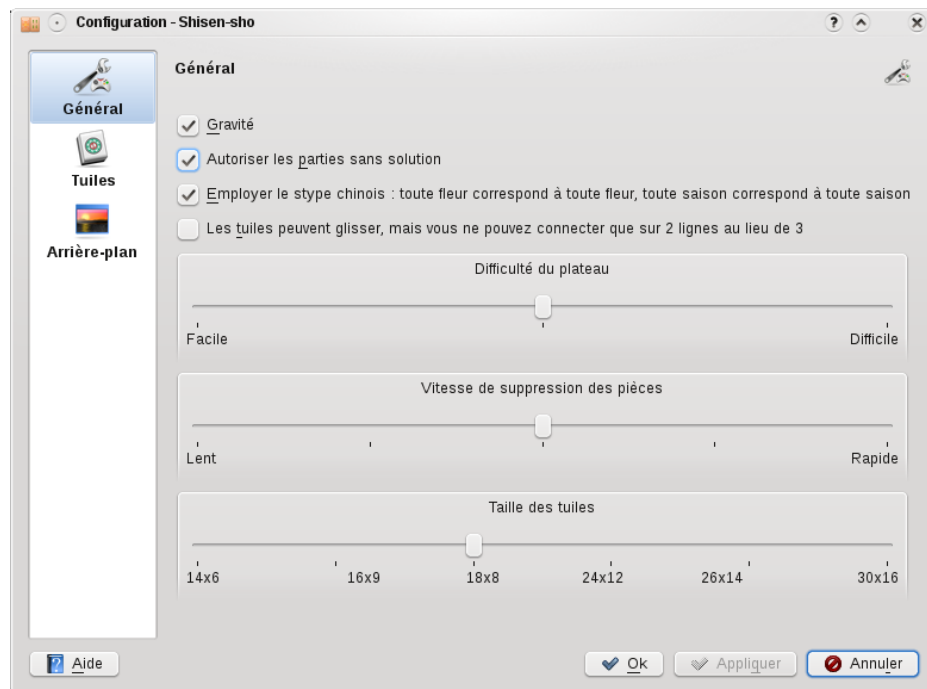 Configuration - Shisen-sho
Général
Tuiles
Arrière-plan
Général
Gravité
Autoriser les parties sans solution
Employer le stype chinois : toute fleur correspond à toute fleur, toute saison correspond à toute saison
Les tuiles peuvent glisser, mais vous ne pouvez connecter que sur 2 lignes au lieu de 3
Difficulté du plateau
Facile Difficile
Vitesse de suppression des pièces
Lent Rapide
Taille des tuiles
14x6 16x9 18x8 24x12 26x14 30x16
Aide Ok Appliquer Annuler